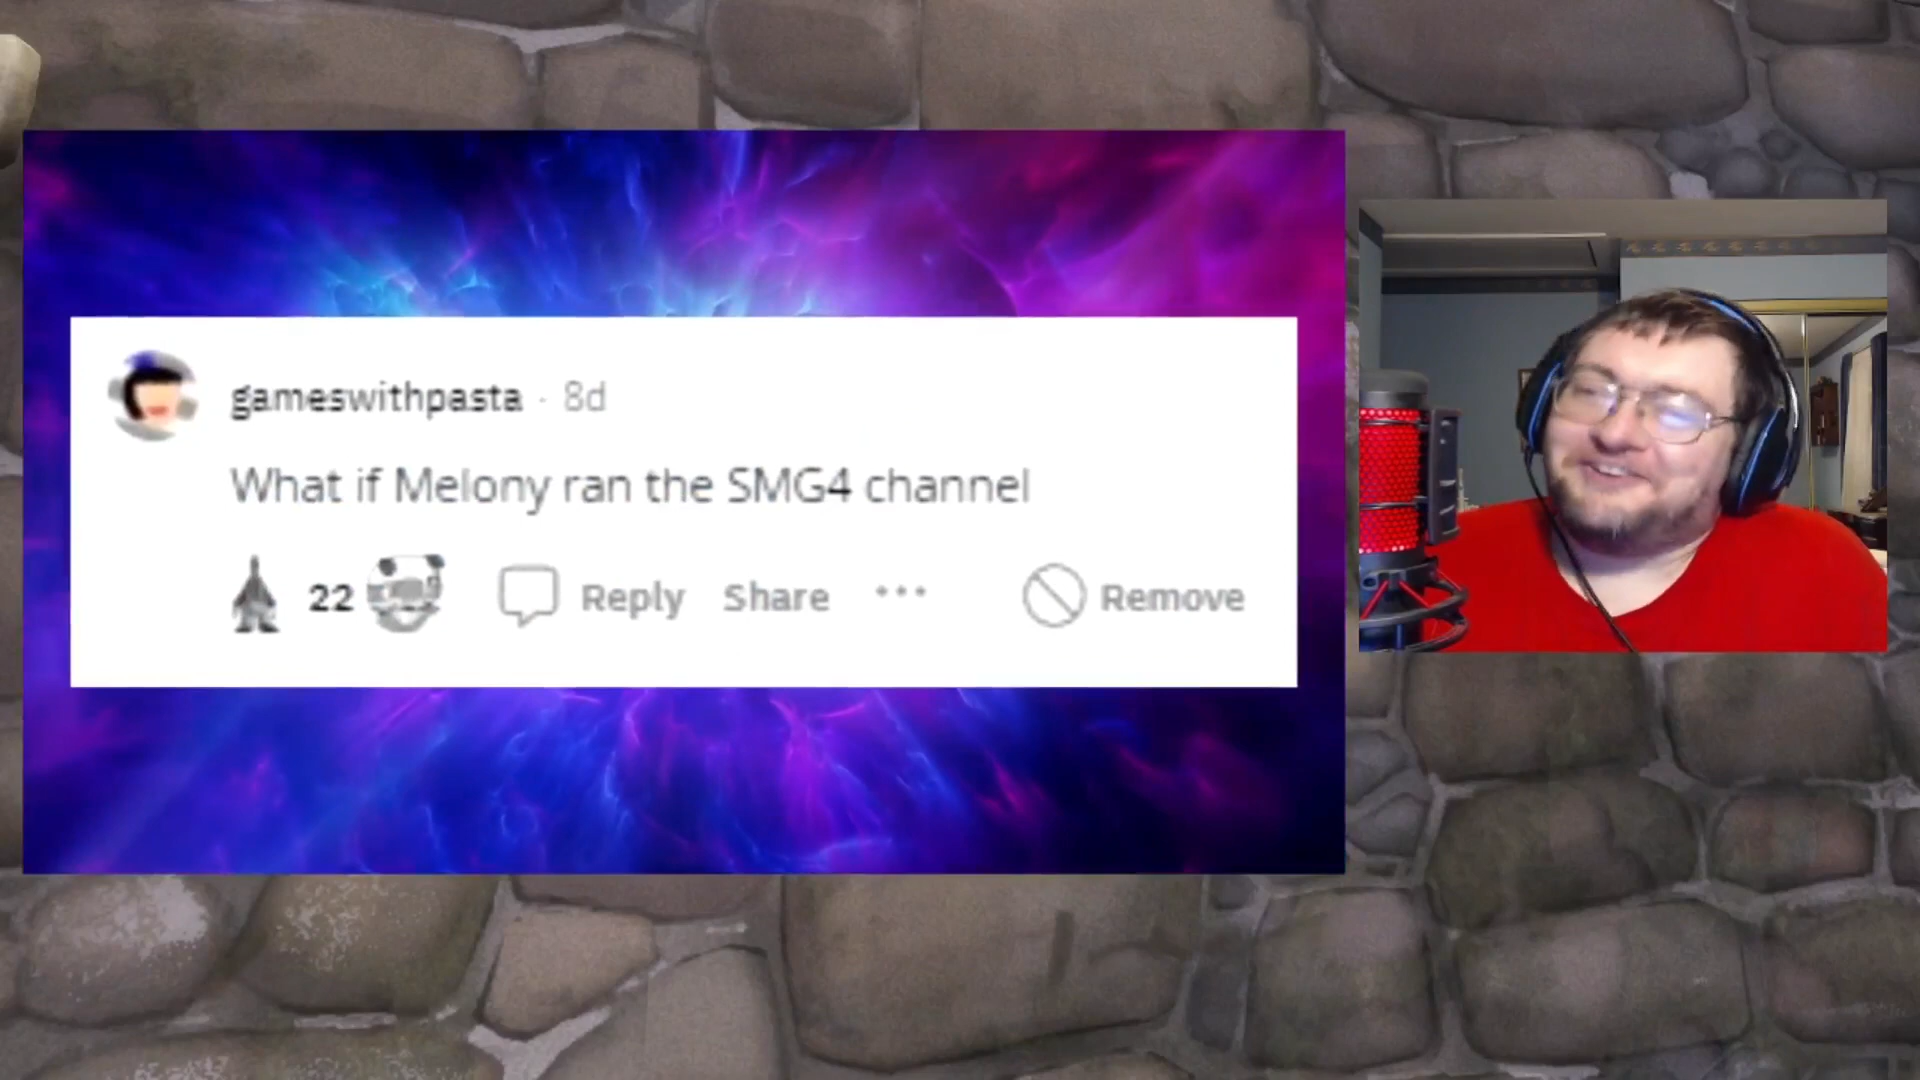 gameswithpasta · 8d
What if Melony ran the SMG4 channel
22 Reply Share ··· Remove